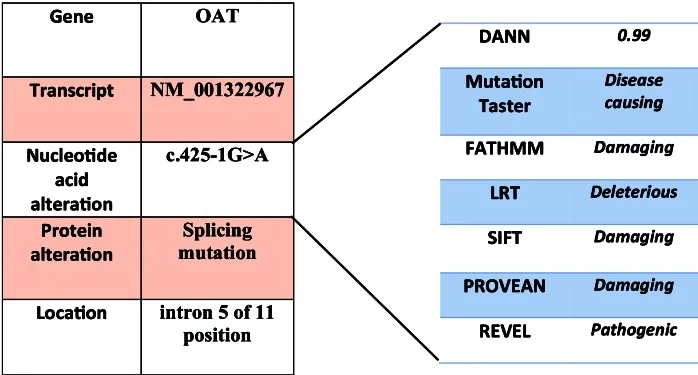 Gene OAT
Transcript NM_001322967
Nucleotide c.425-1G>A
acid
alteration
Protein Splicing
alteration mutation
Location intron 5 of 11
position
DANN 0.99
Mutation Disease
Taster causing
FATHMM Damaging
LRT Deleterious
SIFT Damaging
PROVEAN Damaging
REVEL Pathogenic